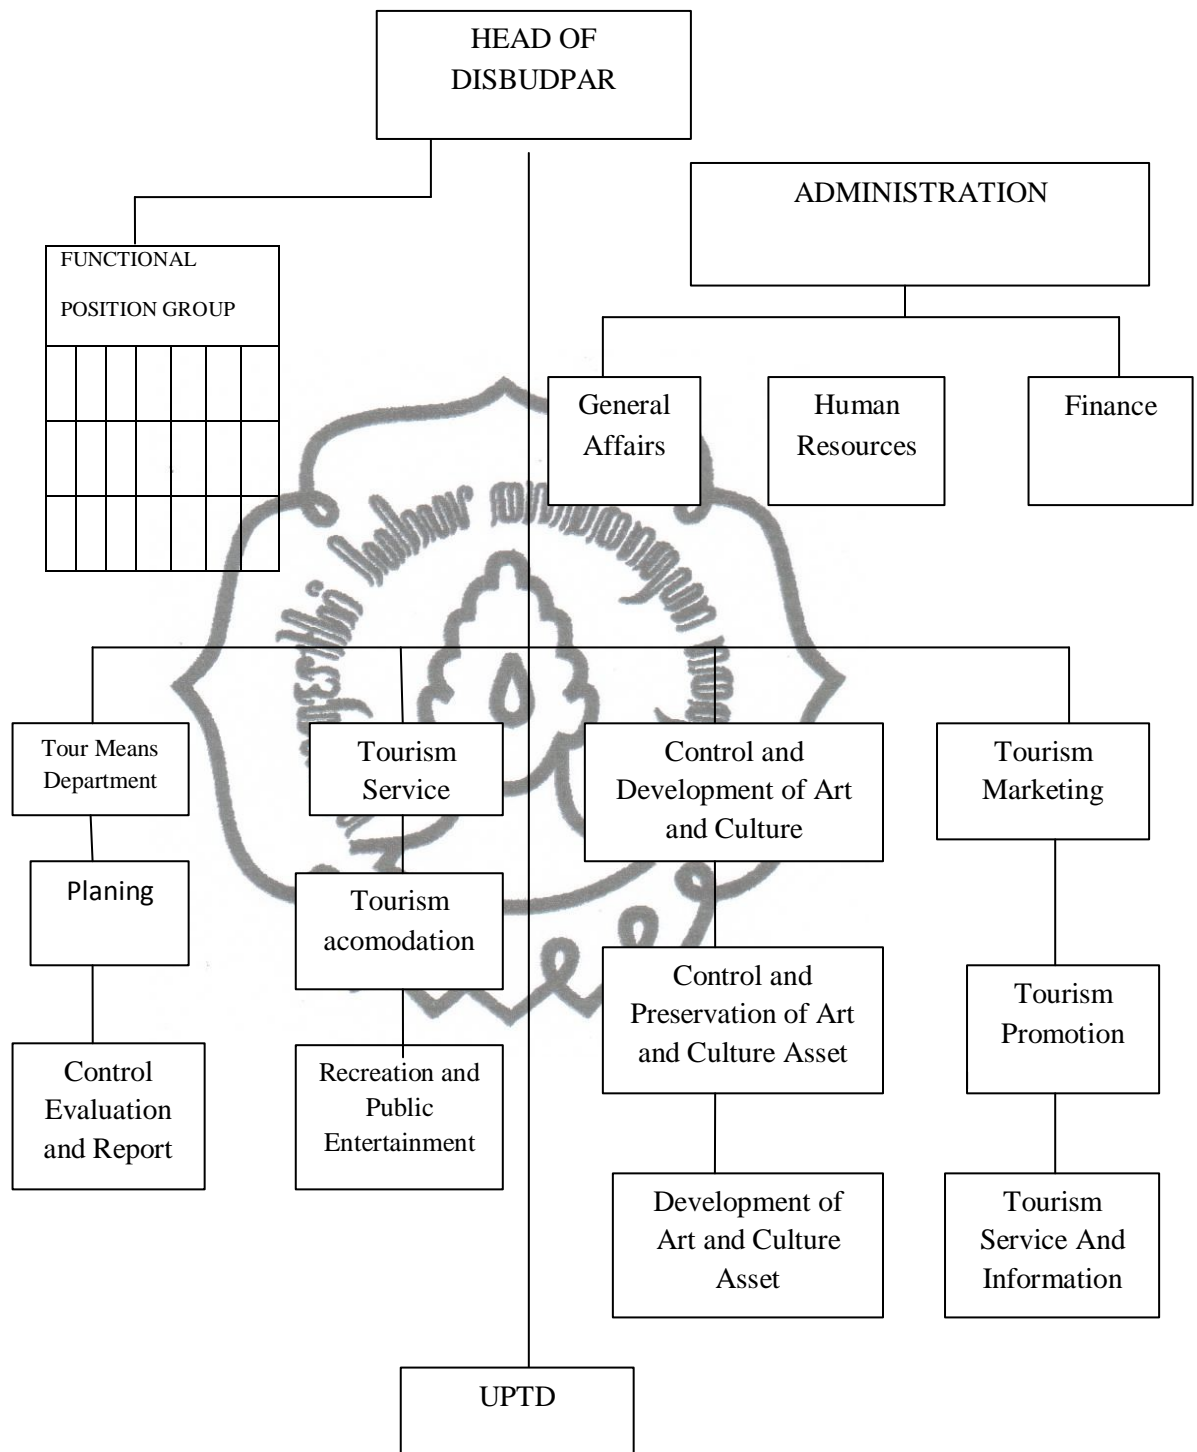 HEAD OF
DISBUDPAR
ADMINISTRATION
FUNCTIONAL
POSITION GROUP
General
Affairs
Human
Resources
Finance
Tour Means
Department
Tourism
Service
Control and
Development of Art
and Culture
Tourism
Marketing
Planing
Tourism
acomodation
Control and
Preservation of Art
and Culture Asset
Tourism
Promotion
Control
Evaluation
and Report
Recreation and
Public
Entertainment
Development of
Art and Culture
Asset
Tourism
Service And
Information
UPTD